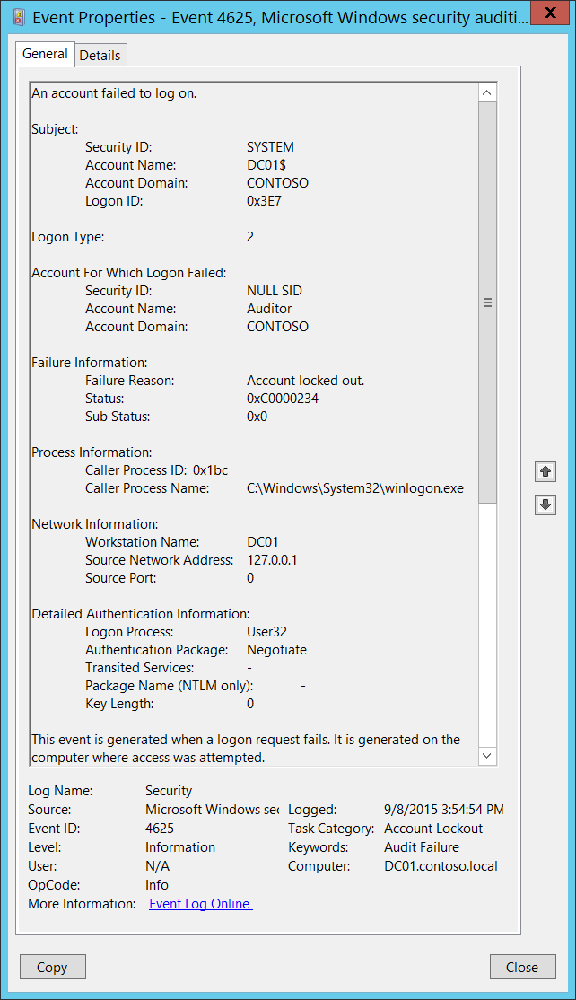 Event Properties - Event 4625, Microsoft Windows security auditi...
General Details
An account failed to log on.
Subject:
Security ID: SYSTEM
Account Name: DC01$
Account Domain: CONTOSO
Logon ID: 0x3E7
Logon Type: 2
Account For Which Logon Failed:
Security ID: NULL SID
Account Name: Auditor
Account Domain: CONTOSO
Failure Information:
Failure Reason: Account locked out.
Status: 0xC0000234
Sub Status: 0x0
Process Information:
Caller Process ID: 0x1bc
Caller Process Name: C:\Windows\System32\winlogon.exe
Network Information:
Workstation Name: DC01
Source Network Address: 127.0.0.1
Source Port: 0
Detailed Authentication Information:
Logon Process: User32
Authentication Package: Negotiate
Transited Services: -
Package Name (NTLM only): -
Key Length: 0
This event is generated when a logon request fails. It is generated on the
computer where access was attempted.
Log Name: Security
Source: Microsoft Windows sec Logged: 9/8/2015 3:54:54 PM
Event ID: 4625 Task Category: Account Lockout
Level: Information Keywords: Audit Failure
User: N/A Computer: DC01.contoso.local
OpCode: Info
More Information: Event Log Online
Copy Close